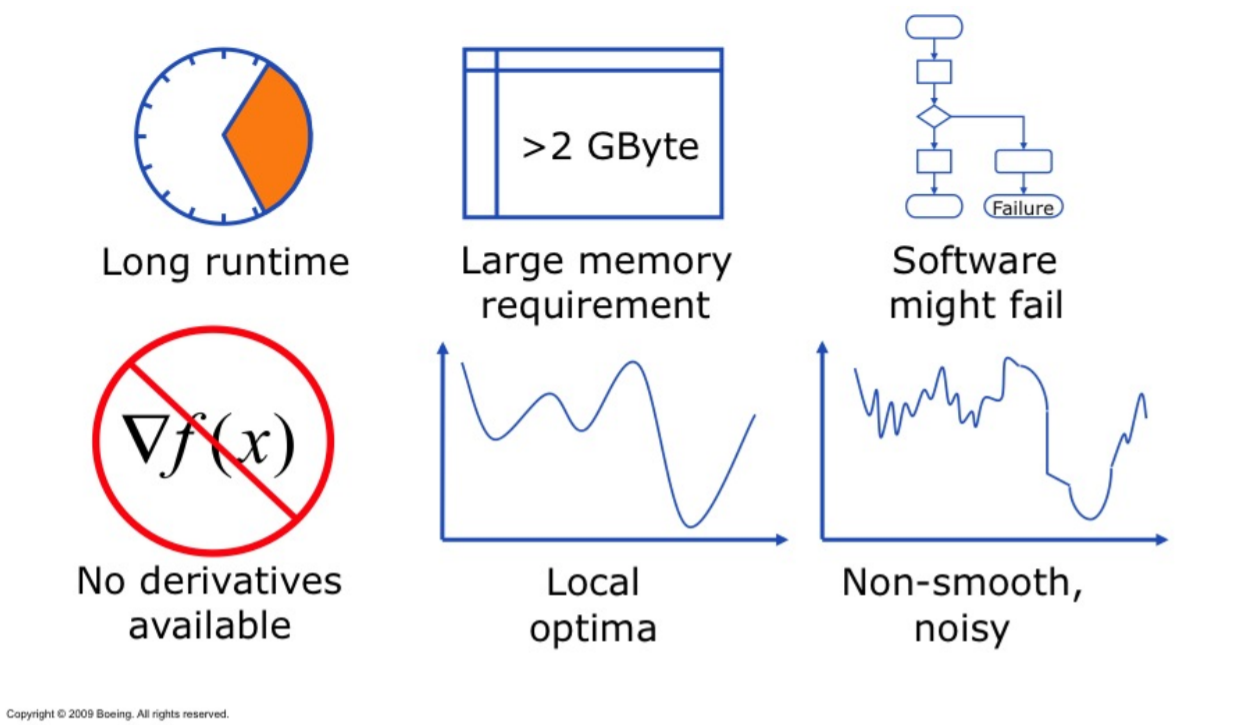 >2 GByte
Failure
Long runtime
Large memory
requirement
Software
might fail
∇f(x)
No derivatives
available
Local
optima
Non-smooth,
noisy
Copyright © 2009 Boeing. All rights reserved.